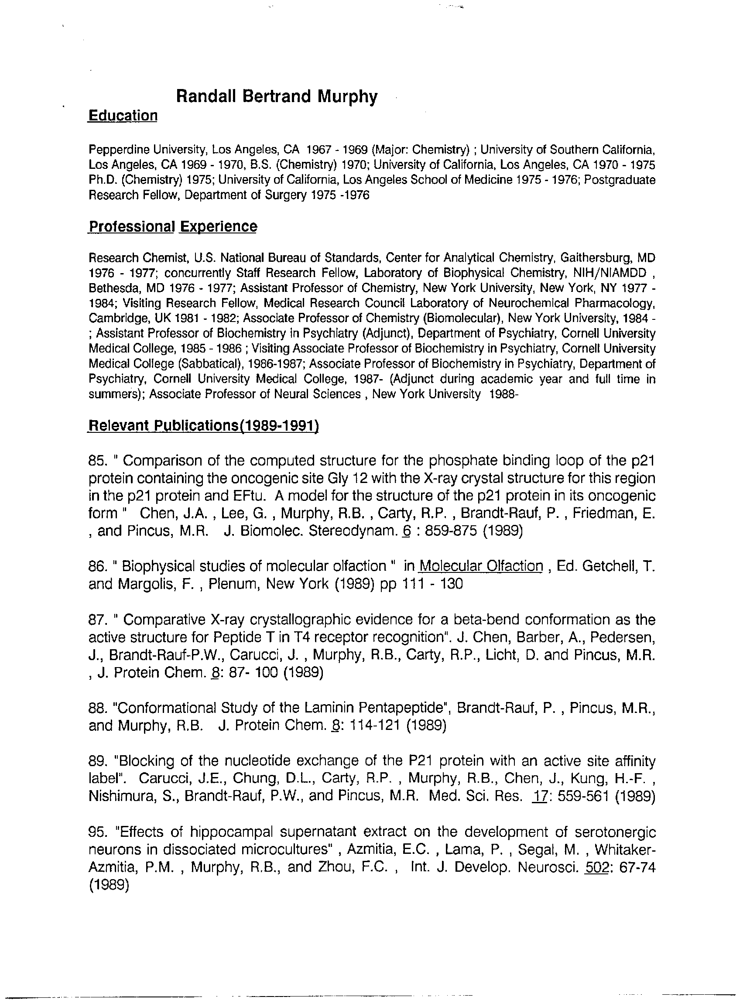 Randall Bertrand Murphy
Education
Pepperdine University, Los Angeles, CA 1967 - 1969 (Major: Chemistry) ; University of Southern California,
Los Angeles, CA 1969 - 1970, B.S. (Chemistry) 1970; University of California, Los Angeles, CA 1970 - 1975
Ph.D. (Chemistry) 1975; University of California, Los Angeles School of Medicine 1975 - 1976; Postgraduate
Research Fellow, Department of Surgery 1975 -1976
Professional Experience
Research Chemist, U.S. National Bureau of Standards, Center for Analytical Chemistry, Gaithersburg, MD
1976 - 1977; concurrently Staff Research Fellow, Laboratory of Biophysical Chemistry, NIH/NIAMDD ,
Bethesda, MD 1976 - 1977; Assistant Professor of Chemistry, New York University, New York, NY 1977 -
1984; Visiting Research Fellow, Medical Research Council Laboratory of Neurochemical Pharmacology,
Cambridge, UK 1981 - 1982; Associate Professor of Chemistry (Biomolecular), New York University, 1984 -
; Assistant Professor of Biochemistry in Psychiatry (Adjunct), Department of Psychiatry, Cornell University
Medical College, 1985 - 1986 ; Visiting Associate Professor of Biochemistry in Psychiatry, Cornell University
Medical College (Sabbatical), 1986-1987; Associate Professor of Biochemistry in Psychiatry, Department of
Psychiatry, Cornell University Medical College, 1987- (Adjunct during academic year and full time in
summers); Associate Professor of Neural Sciences , New York University 1988-
Relevant Publications(1989-1991)
85. " Comparison of the computed structure for the phosphate binding loop of the p21
protein containing the oncogenic site Gly 12 with the X-ray crystal structure for this region
in the p21 protein and EFtu. A model for the structure of the p21 protein in its oncogenic
form " Chen, J.A. , Lee, G. , Murphy, R.B. , Carty, R.P. , Brandt-Rauf, P. , Friedman, E.
, and Pincus, M.R. J. Biomolec. Stereodynam. 6 : 859-875 (1989)
86. " Biophysical studies of molecular olfaction " in Molecular Olfaction , Ed. Getchell, T.
and Margolis, F. , Plenum, New York (1989) pp 111 - 130
87. " Comparative X-ray crystallographic evidence for a beta-bend conformation as the
active structure for Peptide T in T4 receptor recognition". J. Chen, Barber, A., Pedersen,
J., Brandt-Rauf-P.W., Carucci, J. , Murphy, R.B., Carty, R.P., Licht, D. and Pincus, M.R.
, J. Protein Chem. 8: 87- 100 (1989)
88. "Conformational Study of the Laminin Pentapeptide", Brandt-Rauf, P. , Pincus, M.R.,
and Murphy, R.B. J. Protein Chem. 8: 114-121 (1989)
89. "Blocking of the nucleotide exchange of the P21 protein with an active site affinity
label". Carucci, J.E., Chung, D.L., Carty, R.P. , Murphy, R.B., Chen, J., Kung, H.-F. ,
Nishimura, S., Brandt-Rauf, P.W., and Pincus, M.R. Med. Sci. Res. 17: 559-561 (1989)
95. "Effects of hippocampal supernatant extract on the development of serotonergic
neurons in dissociated microcultures" , Azmitia, E.C. , Lama, P. , Segal, M. , Whitaker-
Azmitia, P.M. , Murphy, R.B., and Zhou, F.C. , Int. J. Develop. Neurosci. 502: 67-74
(1989)